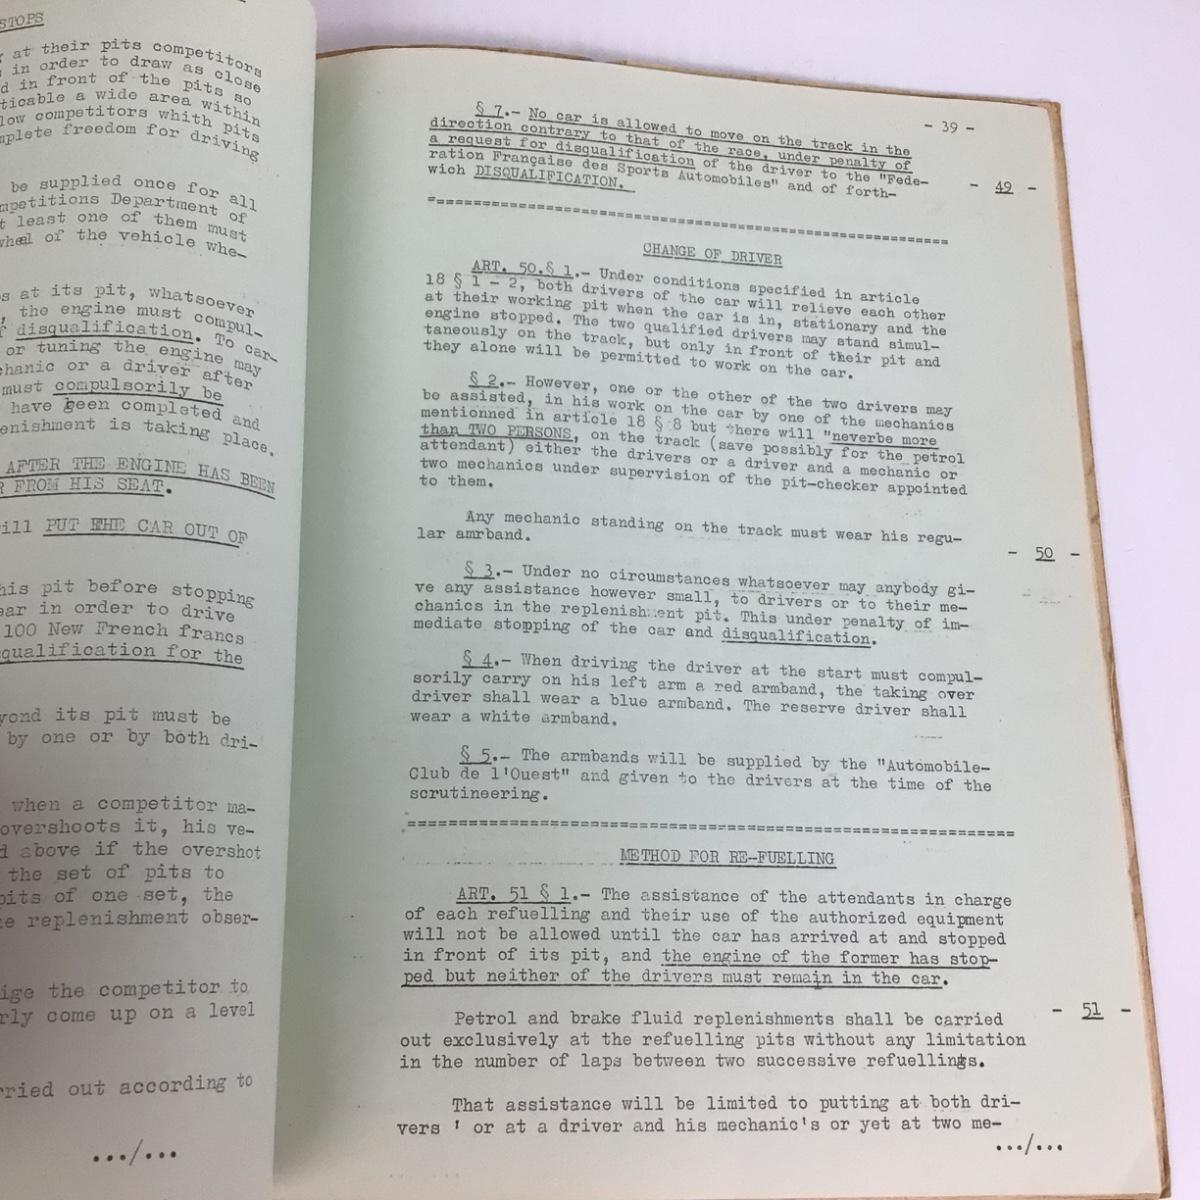 STOPS
at their pits competitors
in order to draw as close
d in front of the pits so
ticable a wide area within
low competitors whith pits
mplete freedom for driving
be supplied once for all
mpetitions Department of
t least one of them must
wheel of the vehicle whe-
s at its pit, whatsoever
, the engine must compul-
f disqualification. To car-
or tuning the engine may
chanic or a driver after
must compulsorily be
have been completed and
enishment is taking place.
AFTER THE ENGINE HAS BEEN
R FROM HIS SEAT.
ill PUT THE CAR OUT OF
his pit before stopping
ear in order to drive
100 New French francs
qualification for the
yond its pit must be
by one or by both dri-
when a competitor ma-
overshoots it, his ve-
d above if the overshot
the set of pits to
pits of one set, the
e replenishment obser-
ige the competitor to
rly come up on a level
rried out according to
.../...
- 39 -
§ 7.- No car is allowed to move on the track in the
direction contrary to that of the race, under penalty of
a request for disqualification of the driver to the "Fede-
ration Française des Sports Automobiles" and of forth-
wich DISQUALIFICATION.
- 49 -
CHANGE OF DRIVER
ART. 50.§ 1.- Under conditions specified in article
18 § 1 - 2, both drivers of the car will relieve each other
at their working pit when the car is in, stationary and the
engine stopped. The two qualified drivers may stand simul-
taneously on the track, but only in front of their pit and
they alone will be permitted to work on the car.
§ 2.- However, one or the other of the two drivers may
be assisted, in his work on the car by one of the mechanics
mentionned in article 18 § 8 but there will "neverbe more
than TWO PERSONS, on the track (save possibly for the petrol
attendant) either the drivers or a driver and a mechanic or
two mechanics under supervision of the pit-checker appointed
to them.
Any mechanic standing on the track must wear his regu-
lar amrband.
- 50 -
§ 3.- Under no circumstances whatsoever may anybody gi-
ve any assistance however small, to drivers or to their me-
chanics in the replenishment pit. This under penalty of im-
mediate stopping of the car and disqualification.
§ 4.- When driving the driver at the start must compul-
sorily carry on his left arm a red armband, the taking over
driver shall wear a blue armband. The reserve driver shall
wear a white armband.
§ 5.- The armbands will be supplied by the "Automobile-
Club de l'Ouest" and given to the drivers at the time of the
scrutineering.
METHOD FOR RE-FUELLING
ART. 51 § 1.- The assistance of the attendants in charge
of each refuelling and their use of the authorized equipment
will not be allowed until the car has arrived at and stopped
in front of its pit, and the engine of the former has stop-
ped but neither of the drivers must remain in the car.
- 51 -
Petrol and brake fluid replenishments shall be carried
out exclusively at the refuelling pits without any limitation
in the number of laps between two successive refuellings.
That assistance will be limited to putting at both dri-
vers ' or at a driver and his mechanic's or yet at two me-
.../...